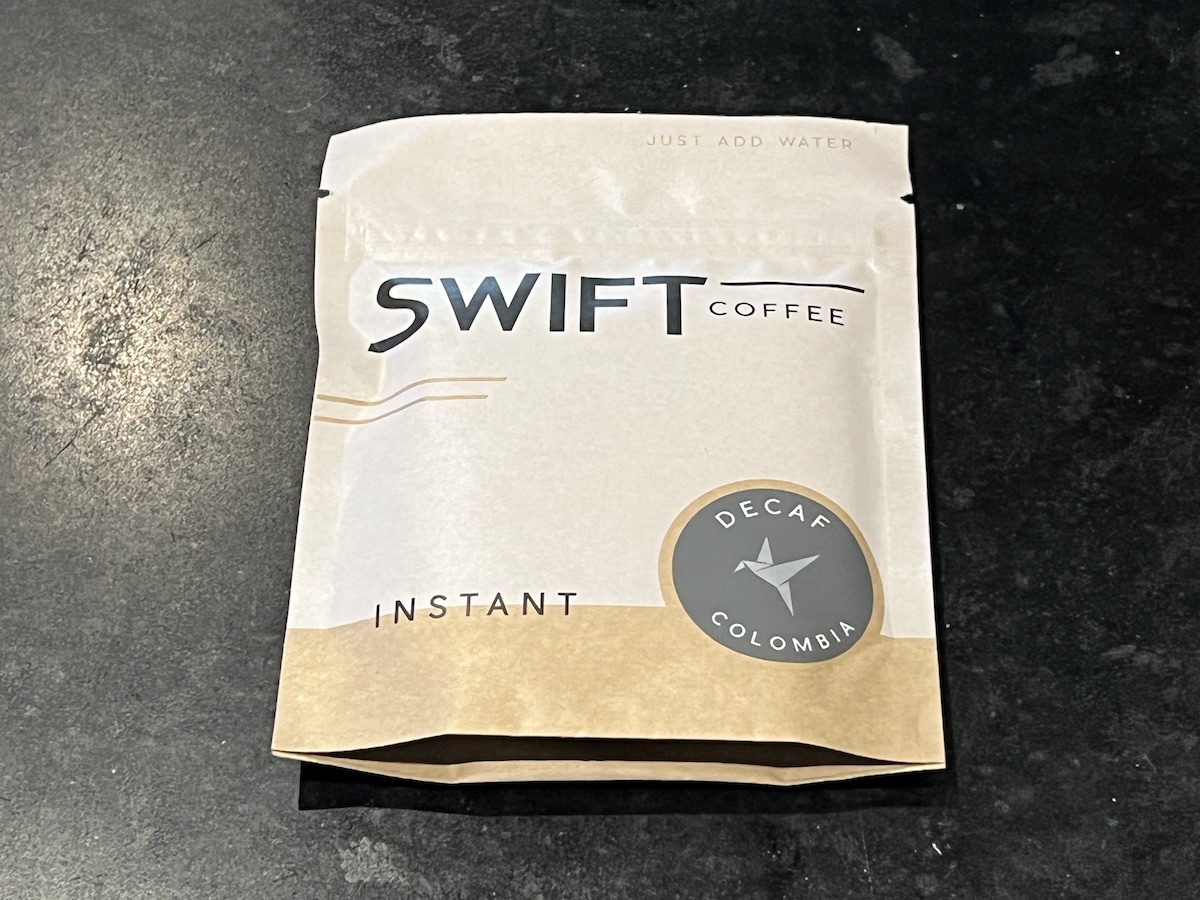 JUST ADD WATER
SWIFT COFFEE
DECAF
COLOMBIA
INSTANT